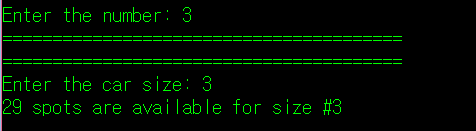 Enter the number: 3
========================================
========================================
Enter the car size: 3
29 spots are available for size #3